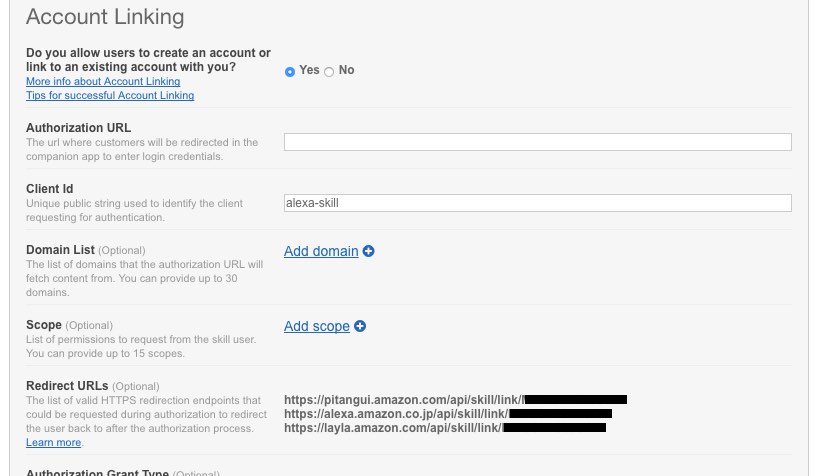 Account Linking
Do you allow users to create an account or
link to an existing account with you?
Yes No
More info about Account Linking
Tips for successful Account Linking
Authorization URL
The url where customers will be redirected in the
companion app to enter login credentials.
Client Id
Unique public string used to identify the client
requesting for authentication.
alexa-skill
Domain List (Optional)
The list of domains that the authorization URL will
fetch content from. You can provide up to 30
domains.
Add domain
Scope (Optional)
List of permissions to request from the skill user.
You can provide up to 15 scopes.
Add scope
Redirect URLs (Optional)
The list of valid HTTPS redirection endpoints that
could be requested during authorization to redirect
the user back to after the authorization process.
Learn more.
https://pitangui.amazon.com/api/skill/link/
https://alexa.amazon.co.jp/api/skill/link/
https://layla.amazon.com/api/skill/link/
Authorization Grant Type (Optional)